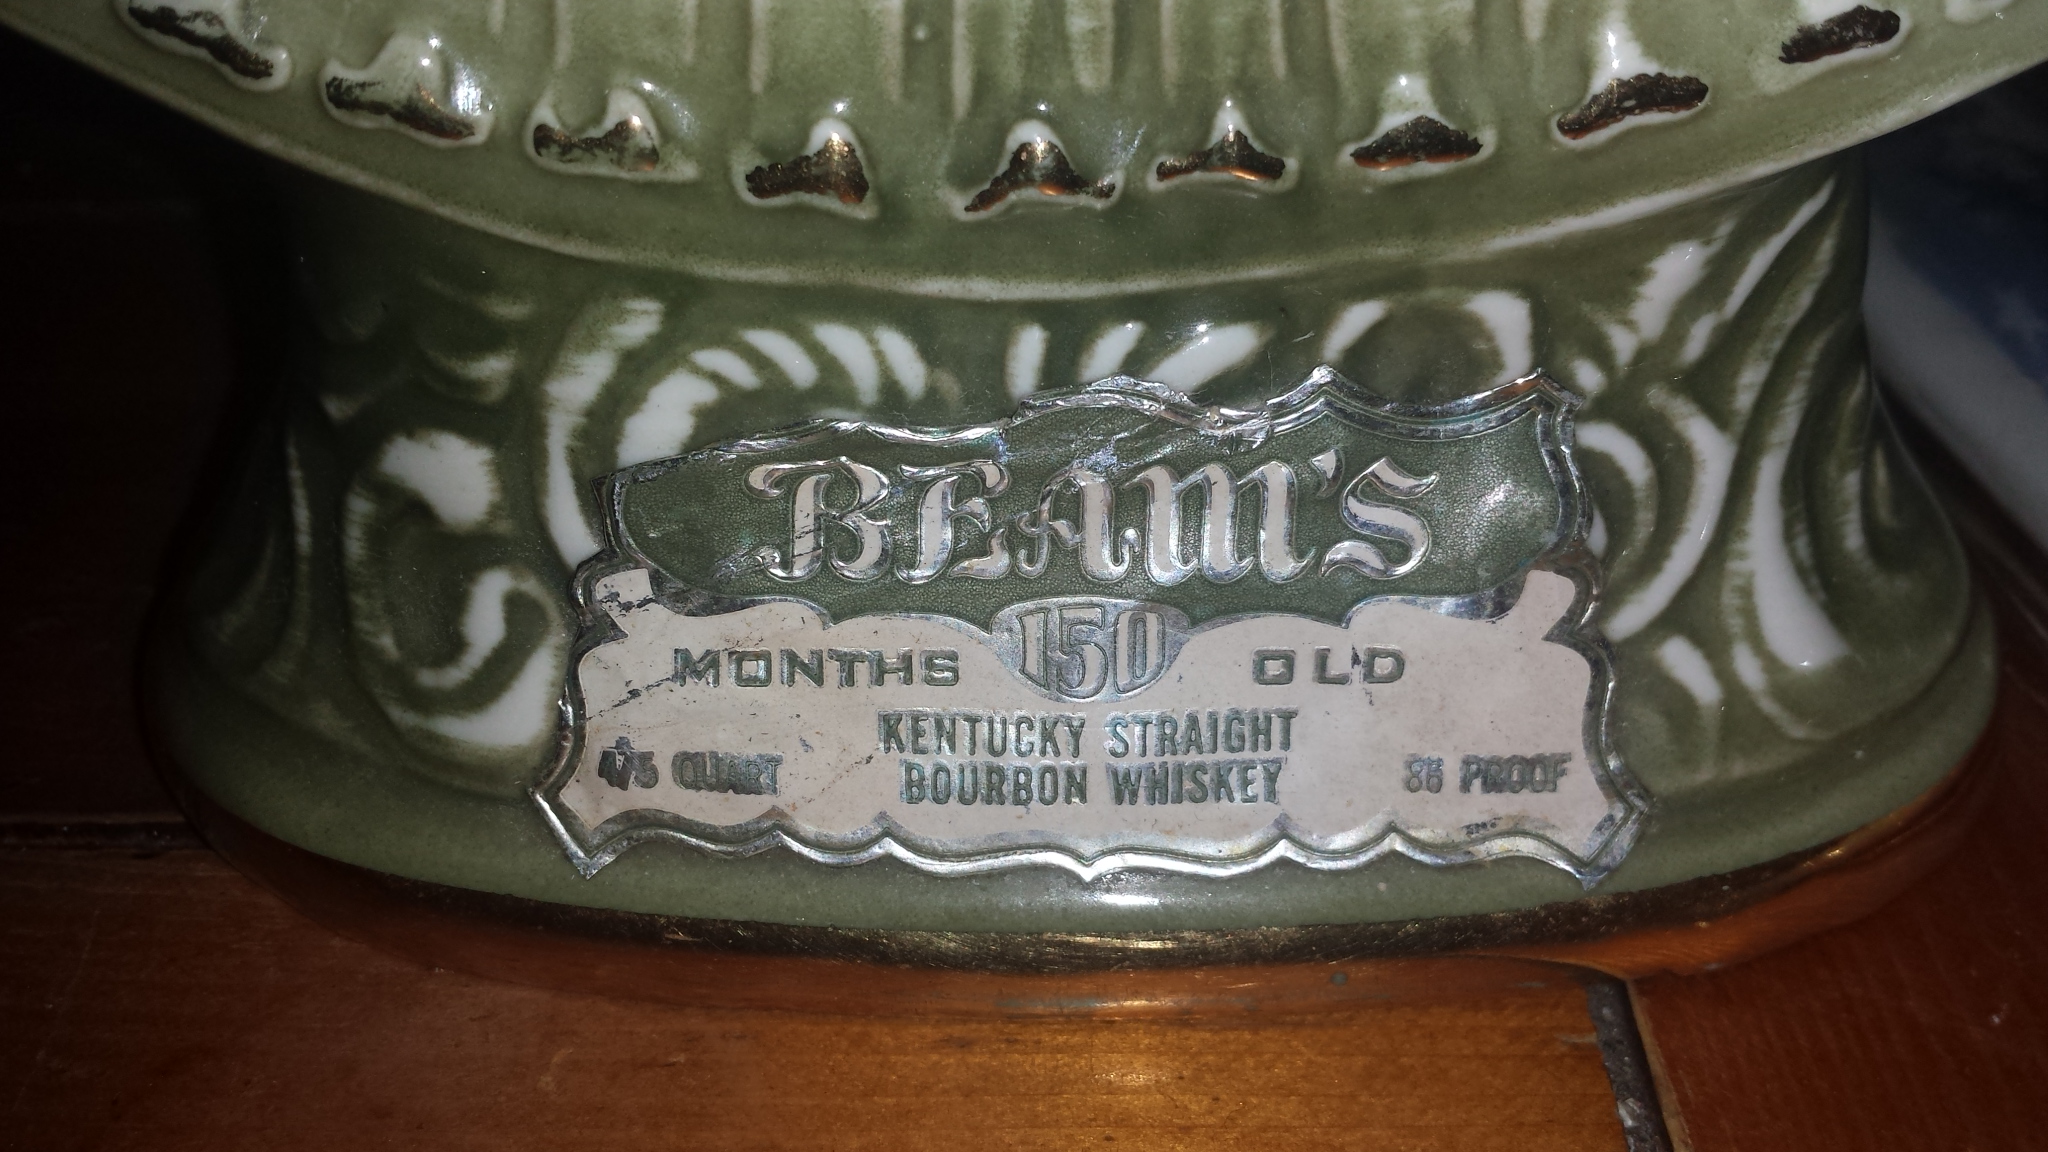 BEAM'S
150
MONTHS OLD
KENTUCKY STRAIGHT
BOURBON WHISKEY
4/5 QUART
86 PROOF